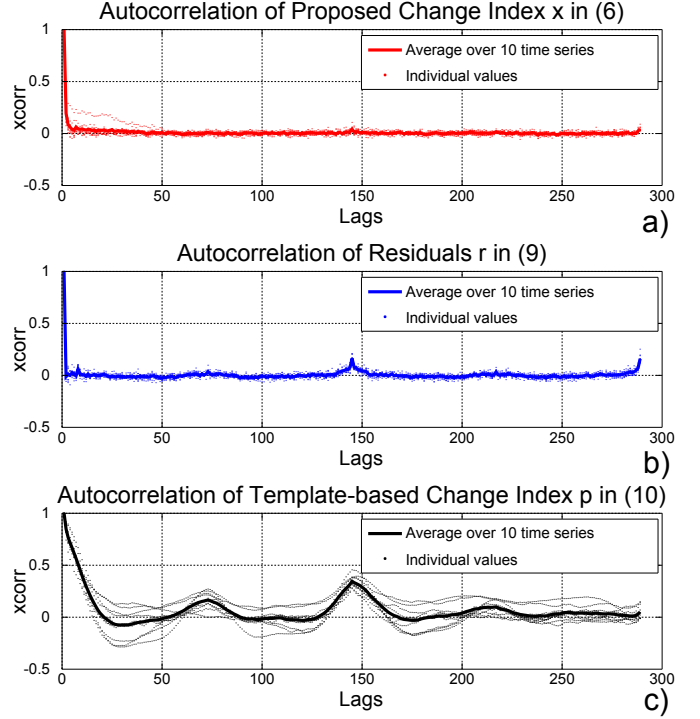 Autocorrelation of Proposed Change Index x in (6)
1
0.5
0
-0.5
xcorr
Average over 10 time series
Individual values
0 50 100 150 200 250 300
Lags
a)
Autocorrelation of Residuals r in (9)
1
0.5
0
-0.5
xcorr
Average over 10 time series
Individual values
0 50 100 150 200 250 300
Lags
b)
Autocorrelation of Template-based Change Index p in (10)
1
0.5
0
-0.5
xcorr
Average over 10 time series
Individual values
0 50 100 150 200 250 300
Lags
c)